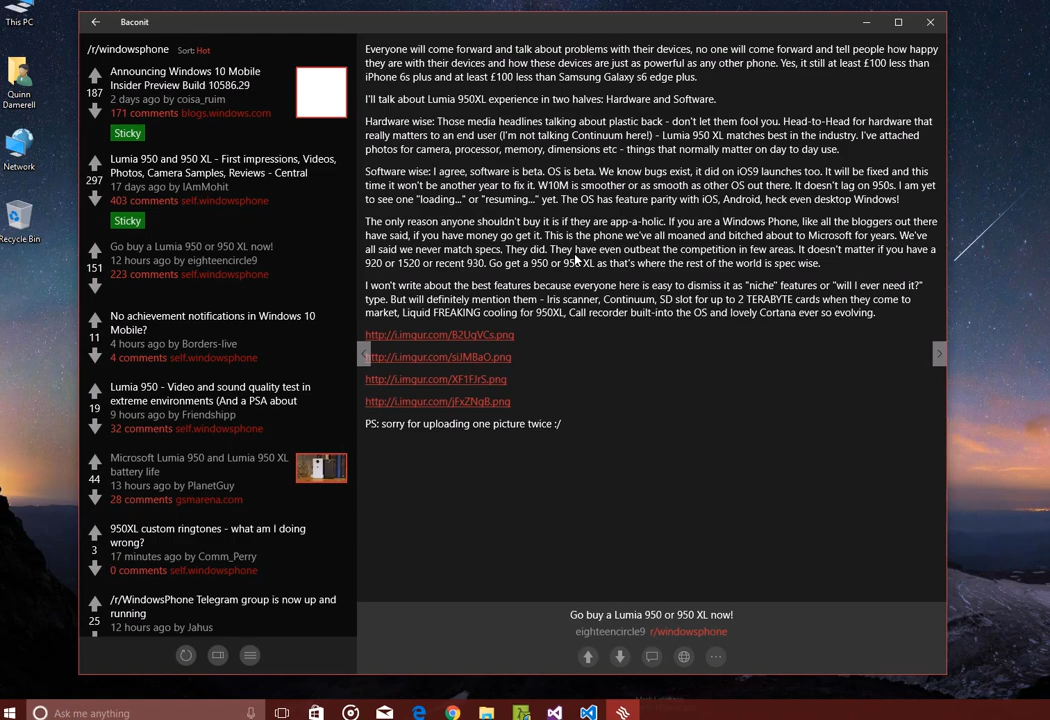 This PC
Quinn
Damerell
Network
Recycle Bin
Baconit
/r/windowsphone Sort: Hot
187
Announcing Windows 10 Mobile
Insider Preview Build 10586.29
2 days ago by coisa_ruim
171 comments blogs.windows.com
Sticky
297
Lumia 950 and 950 XL - First impressions, Videos,
Photos, Camera Samples, Reviews - Central
17 days ago by IAmMohit
403 comments self.windowsphone
Sticky
151
Go buy a Lumia 950 or 950 XL now!
12 hours ago by eighteencircle9
223 comments self.windowsphone
11
No achievement notifications in Windows 10
Mobile?
4 hours ago by Borders-live
4 comments self.windowsphone
19
Lumia 950 - Video and sound quality test in
extreme environments (And a PSA about
9 hours ago by Friendshipp
32 comments self.windowsphone
44
Microsoft Lumia 950 and Lumia 950 XL
battery life
13 hours ago by PlanetGuy
28 comments gsmarena.com
3
950XL custom ringtones - what am I doing
wrong?
17 minutes ago by Comm_Perry
0 comments self.windowsphone
25
/r/WindowsPhone Telegram group is now up and
running
12 hours ago by Jahus
Everyone will come forward and talk about problems with their devices, no one will come forward and tell people how happy
they are with their devices and how these devices are just as powerful as any other phone. Yes, it still at least £100 less than
iPhone 6s plus and at least £100 less than Samsung Galaxy s6 edge plus.
I'll talk about Lumia 950XL experience in two halves: Hardware and Software.
Hardware wise: Those media headlines talking about plastic back - don't let them fool you. Head-to-Head for hardware that
really matters to an end user (I'm not talking Continuum here!) - Lumia 950 XL matches best in the industry. I've attached
photos for camera, processor, memory, dimensions etc - things that normally matter on day to day use.
Software wise: I agree, software is beta. OS is beta. We know bugs exist, it did on iOS9 launches too. It will be fixed and this
time it won't be another year to fix it. W10M is smoother or as smooth as other OS out there. It doesn't lag on 950s. I am yet
to see one "loading..." or "resuming..." yet. The OS has feature parity with iOS, Android, heck even desktop Windows!
The only reason anyone shouldn't buy it is if they are app-a-holic. If you are a Windows Phone, like all the bloggers out there
have said, if you have money go get it. This is the phone we've all moaned and bitched about to Microsoft for years. We've
all said we never match specs. They did. They have even outbeat the competition in few areas. It doesn't matter if you have a
920 or 1520 or recent 930. Go get a 950 or 950 XL as that's where the rest of the world is spec wise.
I won't write about the best features because everyone here is easy to dismiss it as "niche" features or "will I ever need it?"
type. But will definitely mention them - Iris scanner, Continuum, SD slot for up to 2 TERABYTE cards when they come to
market, Liquid FREAKING cooling for 950XL, Call recorder built-into the OS and lovely Cortana ever so evolving.
http://i.imgur.com/B2UqVCs.png
http://i.imgur.com/siJMBaO.png
http://i.imgur.com/XF1FJrS.png
http://i.imgur.com/jFxZNgB.png
PS: sorry for uploading one picture twice :/
Go buy a Lumia 950 or 950 XL now!
eighteencircle9 r/windowsphone
Ask me anything